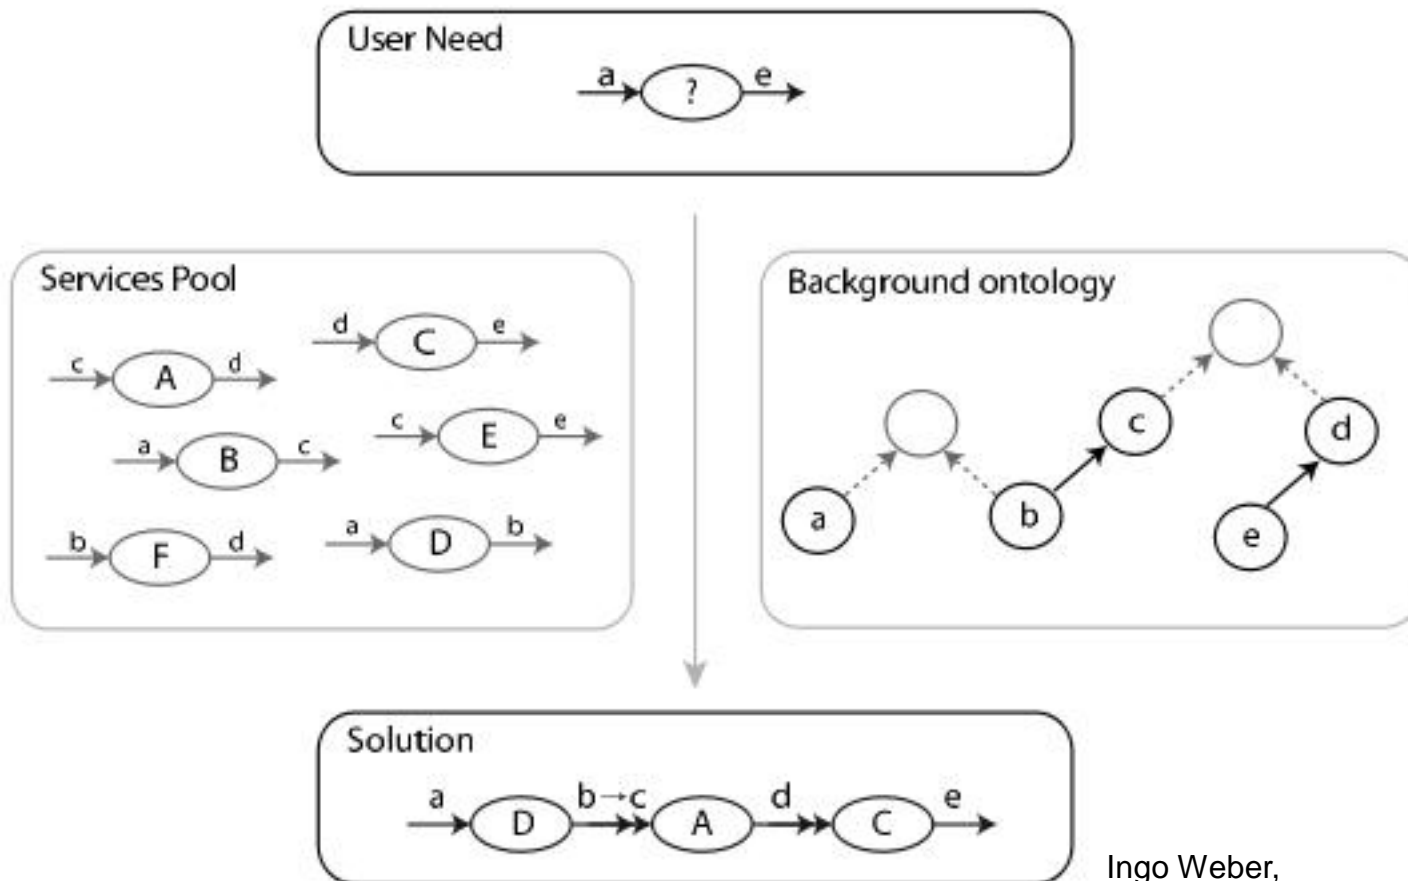 User Need
a ? e
Services Pool
d C e
c A d
c E e
a B c
a D b
b F d
Background ontology
c
d
a
b
e
Solution
a D b→c A d C e
Ingo Weber,